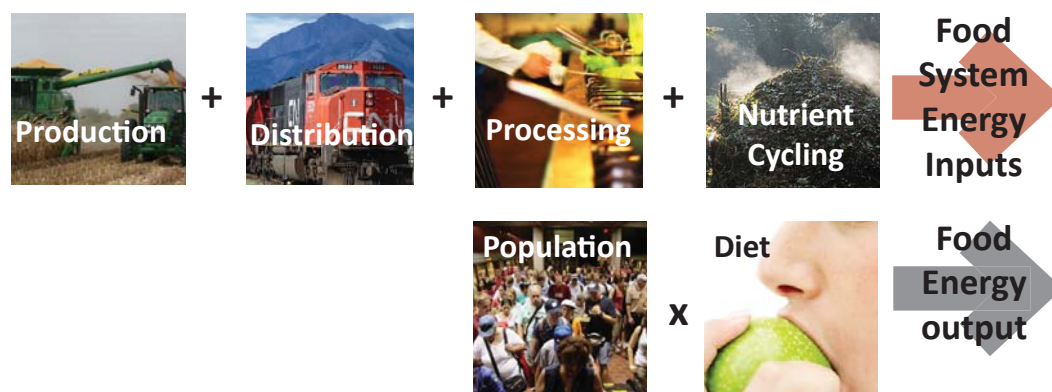 Production
+
Distribution
+
Processing
+
Nutrient
Cycling
Food
System
Energy
Inputs
Population
x
Diet
Food
Energy
output